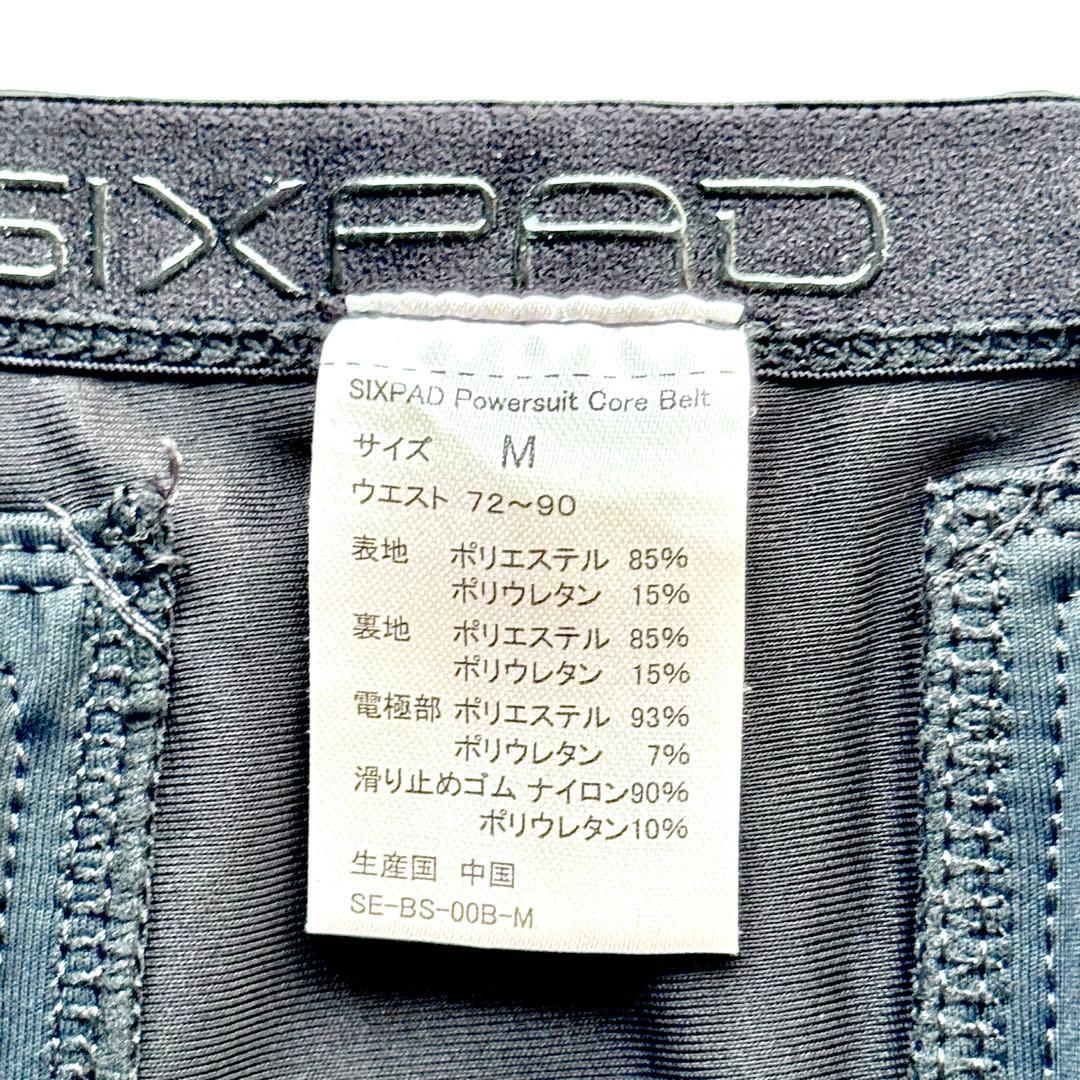 SIXPAD
SIXPAD Powersuit Core Belt
サイズ M
ウエスト 72～90
表地 ポリエステル 85%
ポリウレタン 15%
裏地 ポリエステル 85%
ポリウレタン 15%
電極部 ポリエステル 93%
ポリウレタン 7%
滑り止めゴム ナイロン90%
ポリウレタン10%
生産国 中国
SE-BS-00B-M